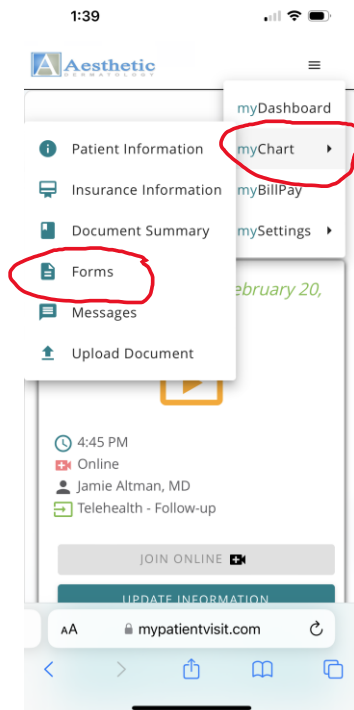 1:39
Aesthetic
DERMATOLOGY
myDashboard
myChart
myBillPay
mySettings
Patient Information
Insurance Information
Document Summary
Forms
Messages
Upload Document
ebruary 20,
4:45 PM
Online
Jamie Altman, MD
Telehealth - Follow-up
JOIN ONLINE
UPDATE INFORMATION
AA
mypatientvisit.com